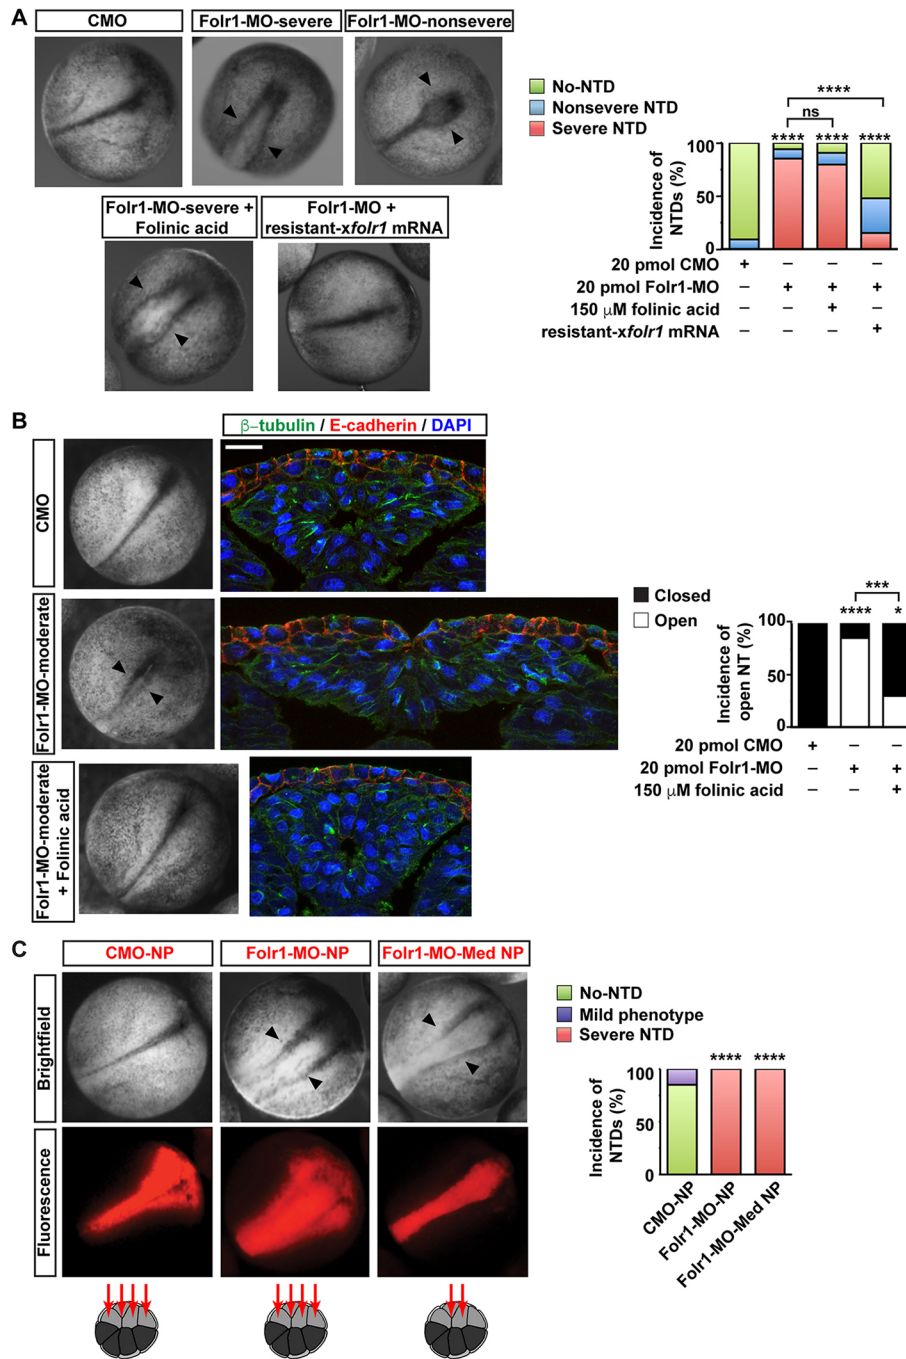 A
CMO
Folr1-MO-severe
Folr1-MO-nonsevere
Folr1-MO-severe +
Folinic acid
Folr1-MO +
resistant-xfolr1 mRNA
No-NTD
Nonsevere NTD
Severe NTD
****
ns
**** **** ****
Incidence of
NTDs (%)
100
50
0
20 pmol CMO + – – –
20 pmol Folr1-MO – + + +
150 μM folinic acid – – + –
resistant-xfolr1 mRNA – – – +
B
β–tubulin / E-cadherin / DAPI
CMO
Folr1-MO-moderate
Folr1-MO-moderate
+ Folinic acid
Closed
Open
***
**** *
Incidence of
open NT (%)
100
50
0
20 pmol CMO + – –
20 pmol Folr1-MO – + +
150 μM folinic acid – – +
C
CMO-NP
Folr1-MO-NP
Folr1-MO-Med NP
Brightfield
Fluorescence
No-NTD
Mild phenotype
Severe NTD
**** ****
Incidence of
NTDs (%)
100
50
0
CMO-NP
Folr1-MO-NP
Folr1-MO-Med NP